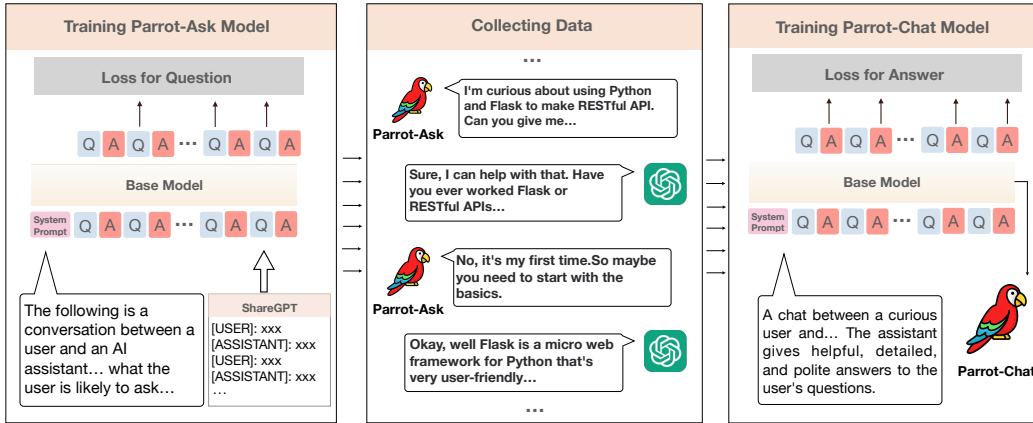 Training Parrot-Ask Model
Loss for Question
Q A Q A ... Q A Q A
Base Model
System
Prompt
Q A Q A ... Q A Q A
The following is a
conversation between a
user and an AI
assistant… what the
user is likely to ask…
ShareGPT
[USER]: xxx
[ASSISTANT]: xxx
[USER]: xxx
[ASSISTANT]: xxx
...
Collecting Data
...
I'm curious about using Python
and Flask to make RESTful API.
Can you give me…
Parrot-Ask
Sure, I can help with that. Have
you ever worked Flask or
RESTful APIs…
No, it's my first time.So maybe
you need to start with the
basics.
Parrot-Ask
Okay, well Flask is a micro web
framework for Python that's
very user-friendly…
...
Training Parrot-Chat Model
Loss for Answer
Q A Q A ... Q A Q A
Base Model
System
Prompt
Q A Q A ... Q A Q A
A chat between a curious
user and… The assistant
gives helpful, detailed,
and polite answers to the
user's questions.
Parrot-Chat